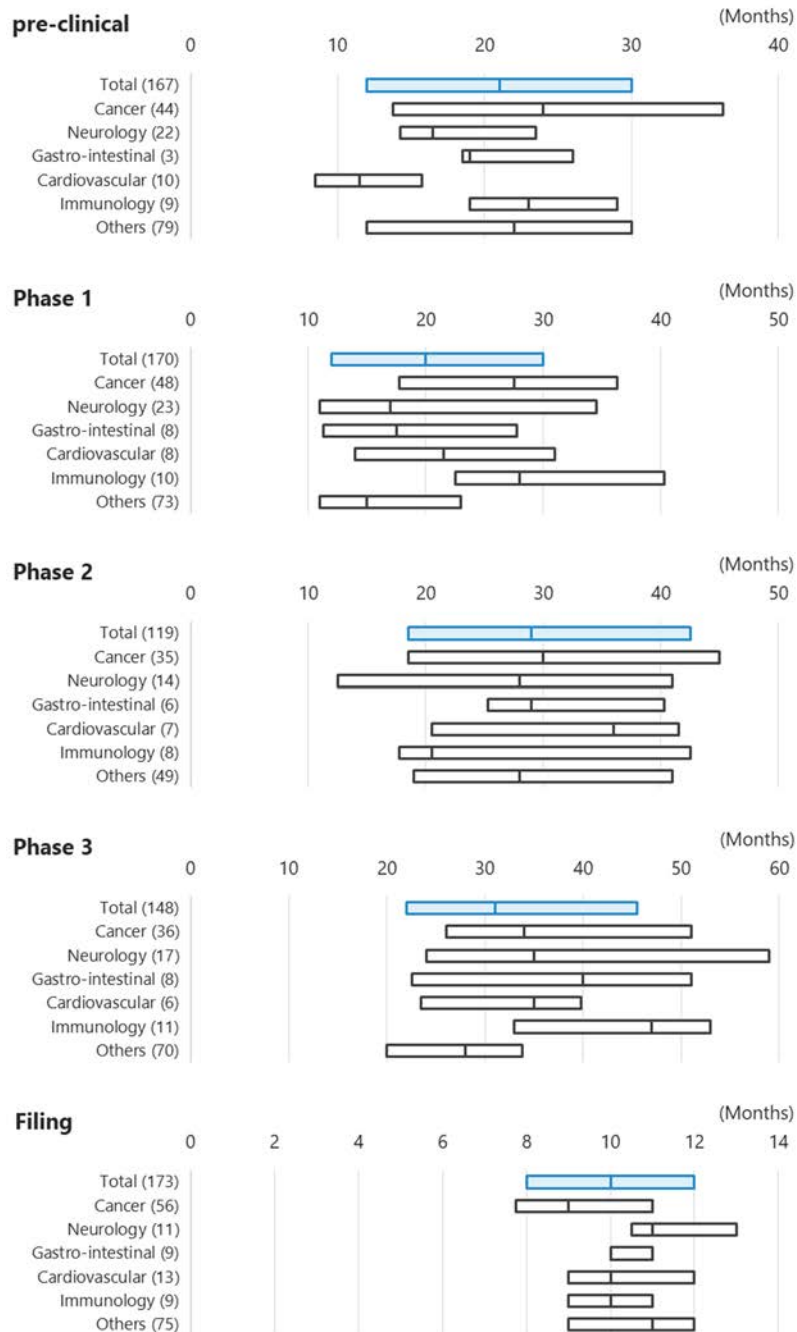 pre-clinical
(Months)
0 10 20 30 40
Total (167)
Cancer (44)
Neurology (22)
Gastro-intestinal (3)
Cardiovascular (10)
Immunology (9)
Others (79)
Phase 1
(Months)
0 10 20 30 40 50
Total (170)
Cancer (48)
Neurology (23)
Gastro-intestinal (8)
Cardiovascular (8)
Immunology (10)
Others (73)
Phase 2
(Months)
0 10 20 30 40 50
Total (119)
Cancer (35)
Neurology (14)
Gastro-intestinal (6)
Cardiovascular (7)
Immunology (8)
Others (49)
Phase 3
(Months)
0 10 20 30 40 50 60
Total (148)
Cancer (36)
Neurology (17)
Gastro-intestinal (8)
Cardiovascular (6)
Immunology (11)
Others (70)
Filing
(Months)
0 2 4 6 8 10 12 14
Total (173)
Cancer (56)
Neurology (11)
Gastro-intestinal (9)
Cardiovascular (13)
Immunology (9)
Others (75)